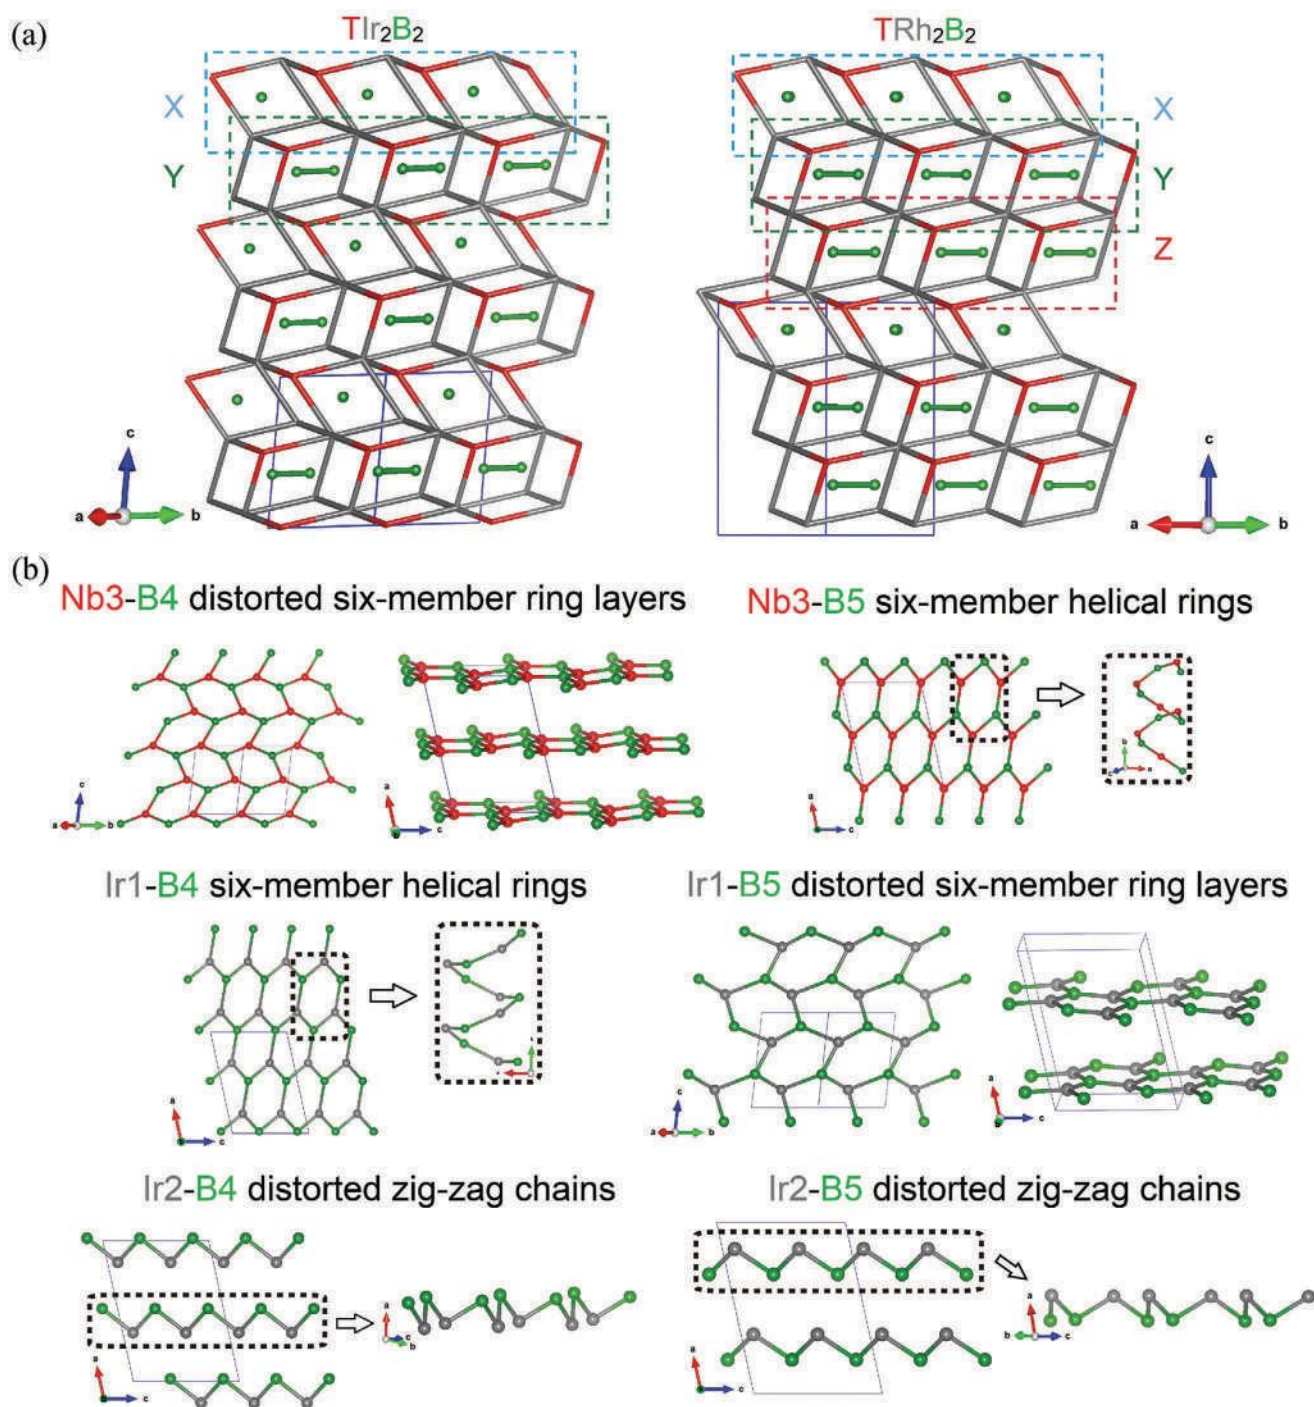 (a)
TIr₂B₂
TRh₂B₂
X
Y
X
Y
Z
c
a
b
c
a
b
(b)
Nb3-B4 distorted six-member ring layers
Nb3-B5 six-member helical rings
c
a
b
a
b
c
a
c
b
c
a
Ir1-B4 six-member helical rings
Ir1-B5 distorted six-member ring layers
a
c
c
a
b
a
b
c
Ir2-B4 distorted zig-zag chains
Ir2-B5 distorted zig-zag chains
a
c
a
c
b
a
c
a
b
c